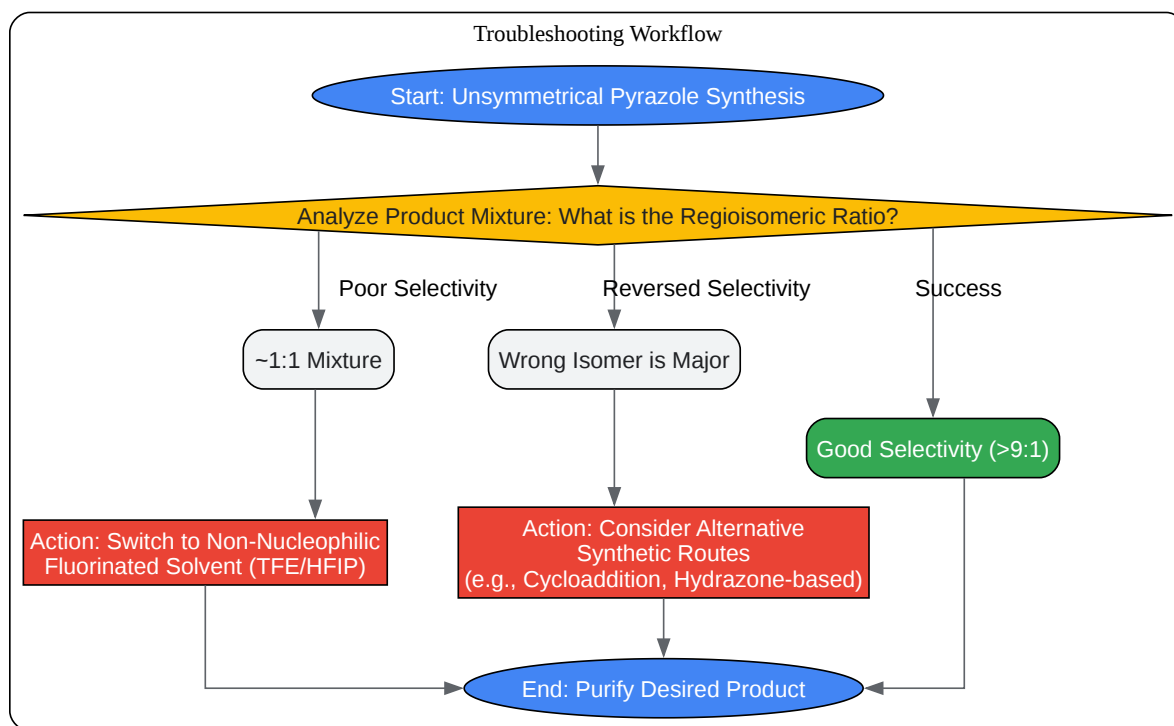 Troubleshooting Workflow
Start: Unsymmetrical Pyrazole Synthesis
Analyze Product Mixture: What is the Regioisomeric Ratio?
Poor Selectivity
Reversed Selectivity
Success
~1:1 Mixture
Wrong Isomer is Major
Good Selectivity (>9:1)
Action: Switch to Non-Nucleophilic
Fluorinated Solvent (TFE/HFIP)
Action: Consider Alternative
Synthetic Routes
(e.g., Cycloaddition, Hydrazone-based)
End: Purify Desired Product